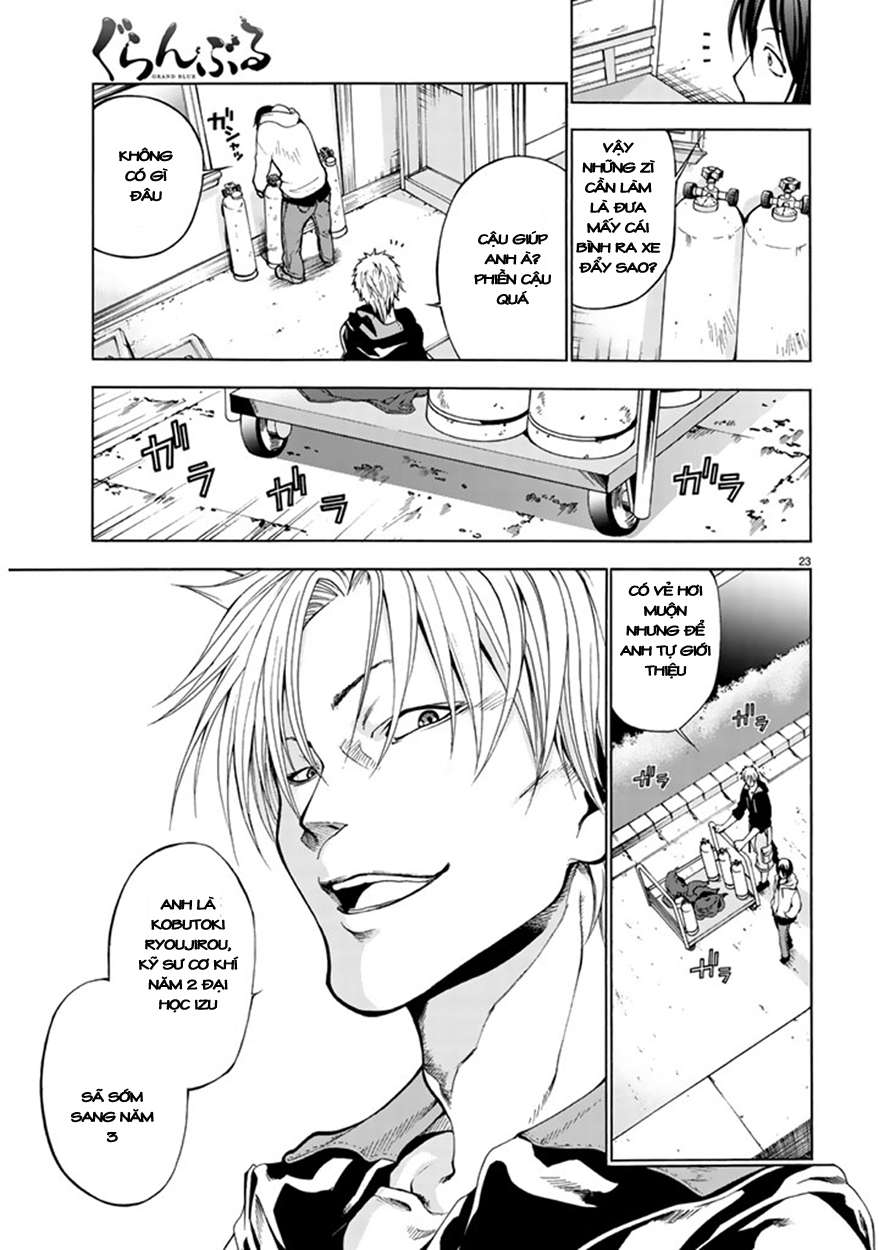 ぐらんぶる
GRAND BLUE
VẬY
NHỮNG ZÌ
CẦN LÀM
LÀ ĐƯA
MẤY CÁI
BÌNH RA XE
ĐẨY SAO?
CẬU GIÚP
ANH À?
PHIỀN CẬU
QUÁ
ガシャッ
KHÔNG
CÓ GÌ
ĐÂU
ガラ
ガラ
ガラ
ガラ
23
CÓ VẺ HƠI
MUỘN
NHƯNG ĐỂ
ANH TỰ GIỚI
THIỆU
ガラ
ガラ
ANH LÀ
KOBUTOKI
RYOUJIROU,
KỸ SƯ CƠ KHÍ
NĂM 2 ĐẠI
HỌC IZU
SÃ SỚM
SANG NĂM
3